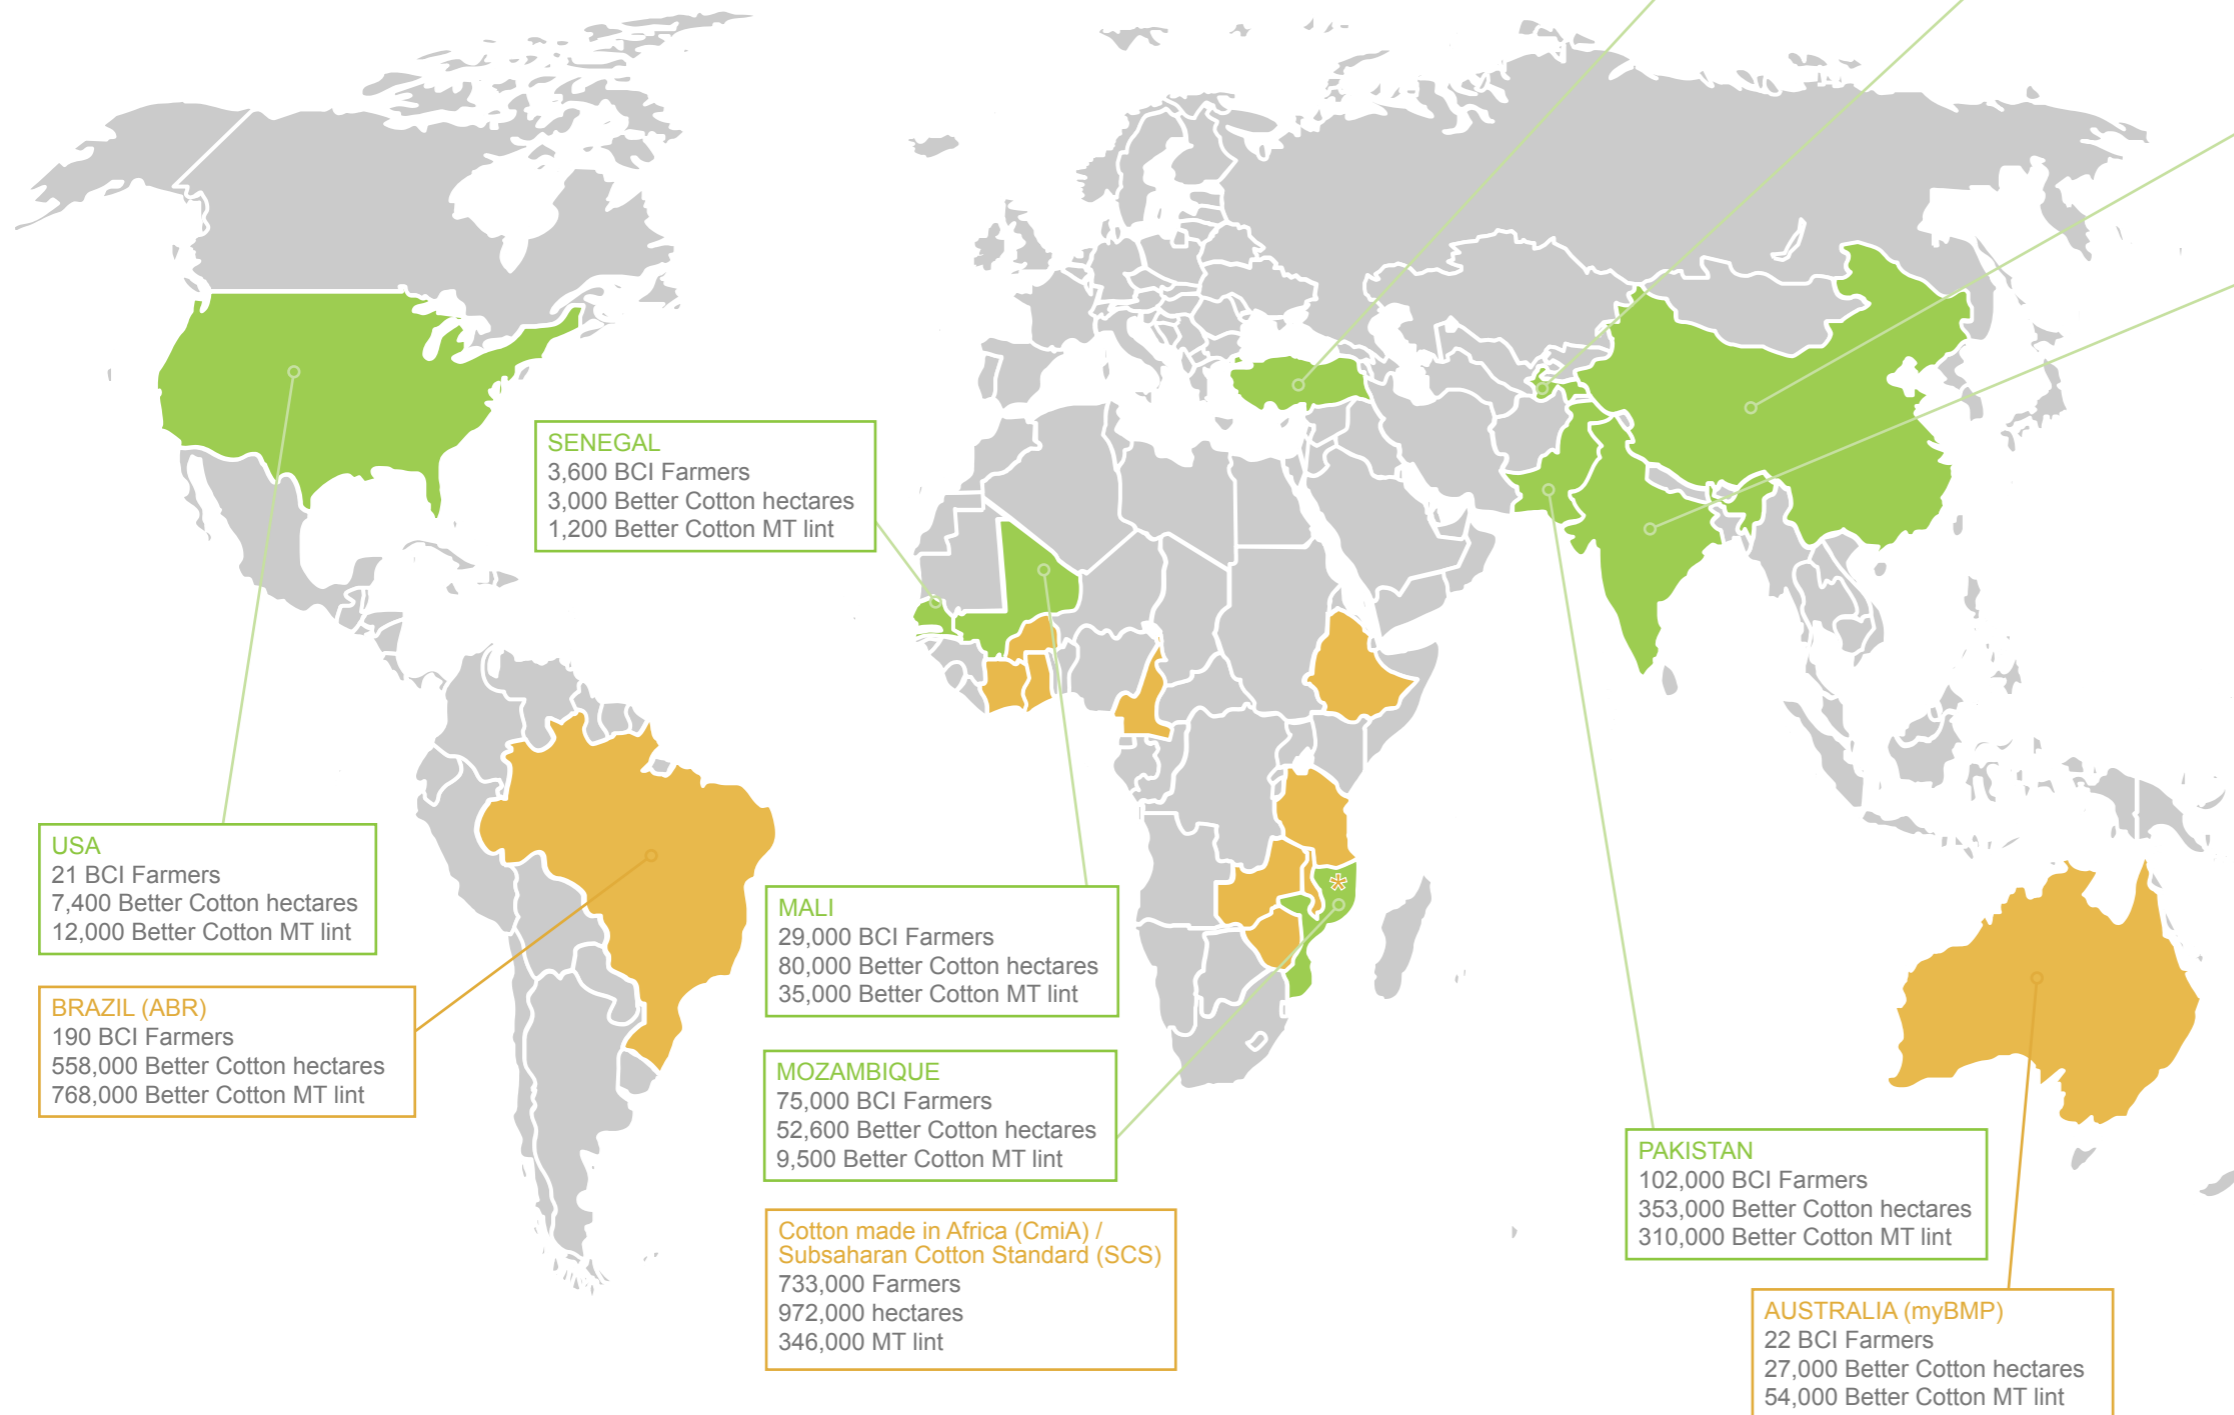 SENEGAL
3,600 BCI Farmers
3,000 Better Cotton hectares
1,200 Better Cotton MT lint
USA
21 BCI Farmers
7,400 Better Cotton hectares
12,000 Better Cotton MT lint
BRAZIL (ABR)
190 BCI Farmers
558,000 Better Cotton hectares
768,000 Better Cotton MT lint
MALI
29,000 BCI Farmers
80,000 Better Cotton hectares
35,000 Better Cotton MT lint
*
MOZAMBIQUE
75,000 BCI Farmers
52,600 Better Cotton hectares
9,500 Better Cotton MT lint
Cotton made in Africa (CmiA) /
Subsaharan Cotton Standard (SCS)
733,000 Farmers
972,000 hectares
346,000 MT lint
PAKISTAN
102,000 BCI Farmers
353,000 Better Cotton hectares
310,000 Better Cotton MT lint
AUSTRALIA (myBMP)
22 BCI Farmers
27,000 Better Cotton hectares
54,000 Better Cotton MT lint